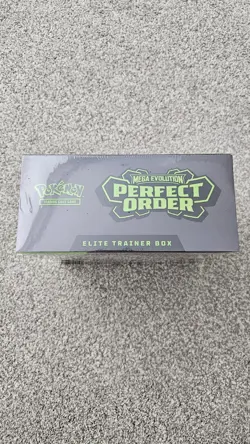 Pokémon
TRADING CARD GAME
MEGA EVOLUTION
PERFECT
ORDER
ELITE TRAINER BOX